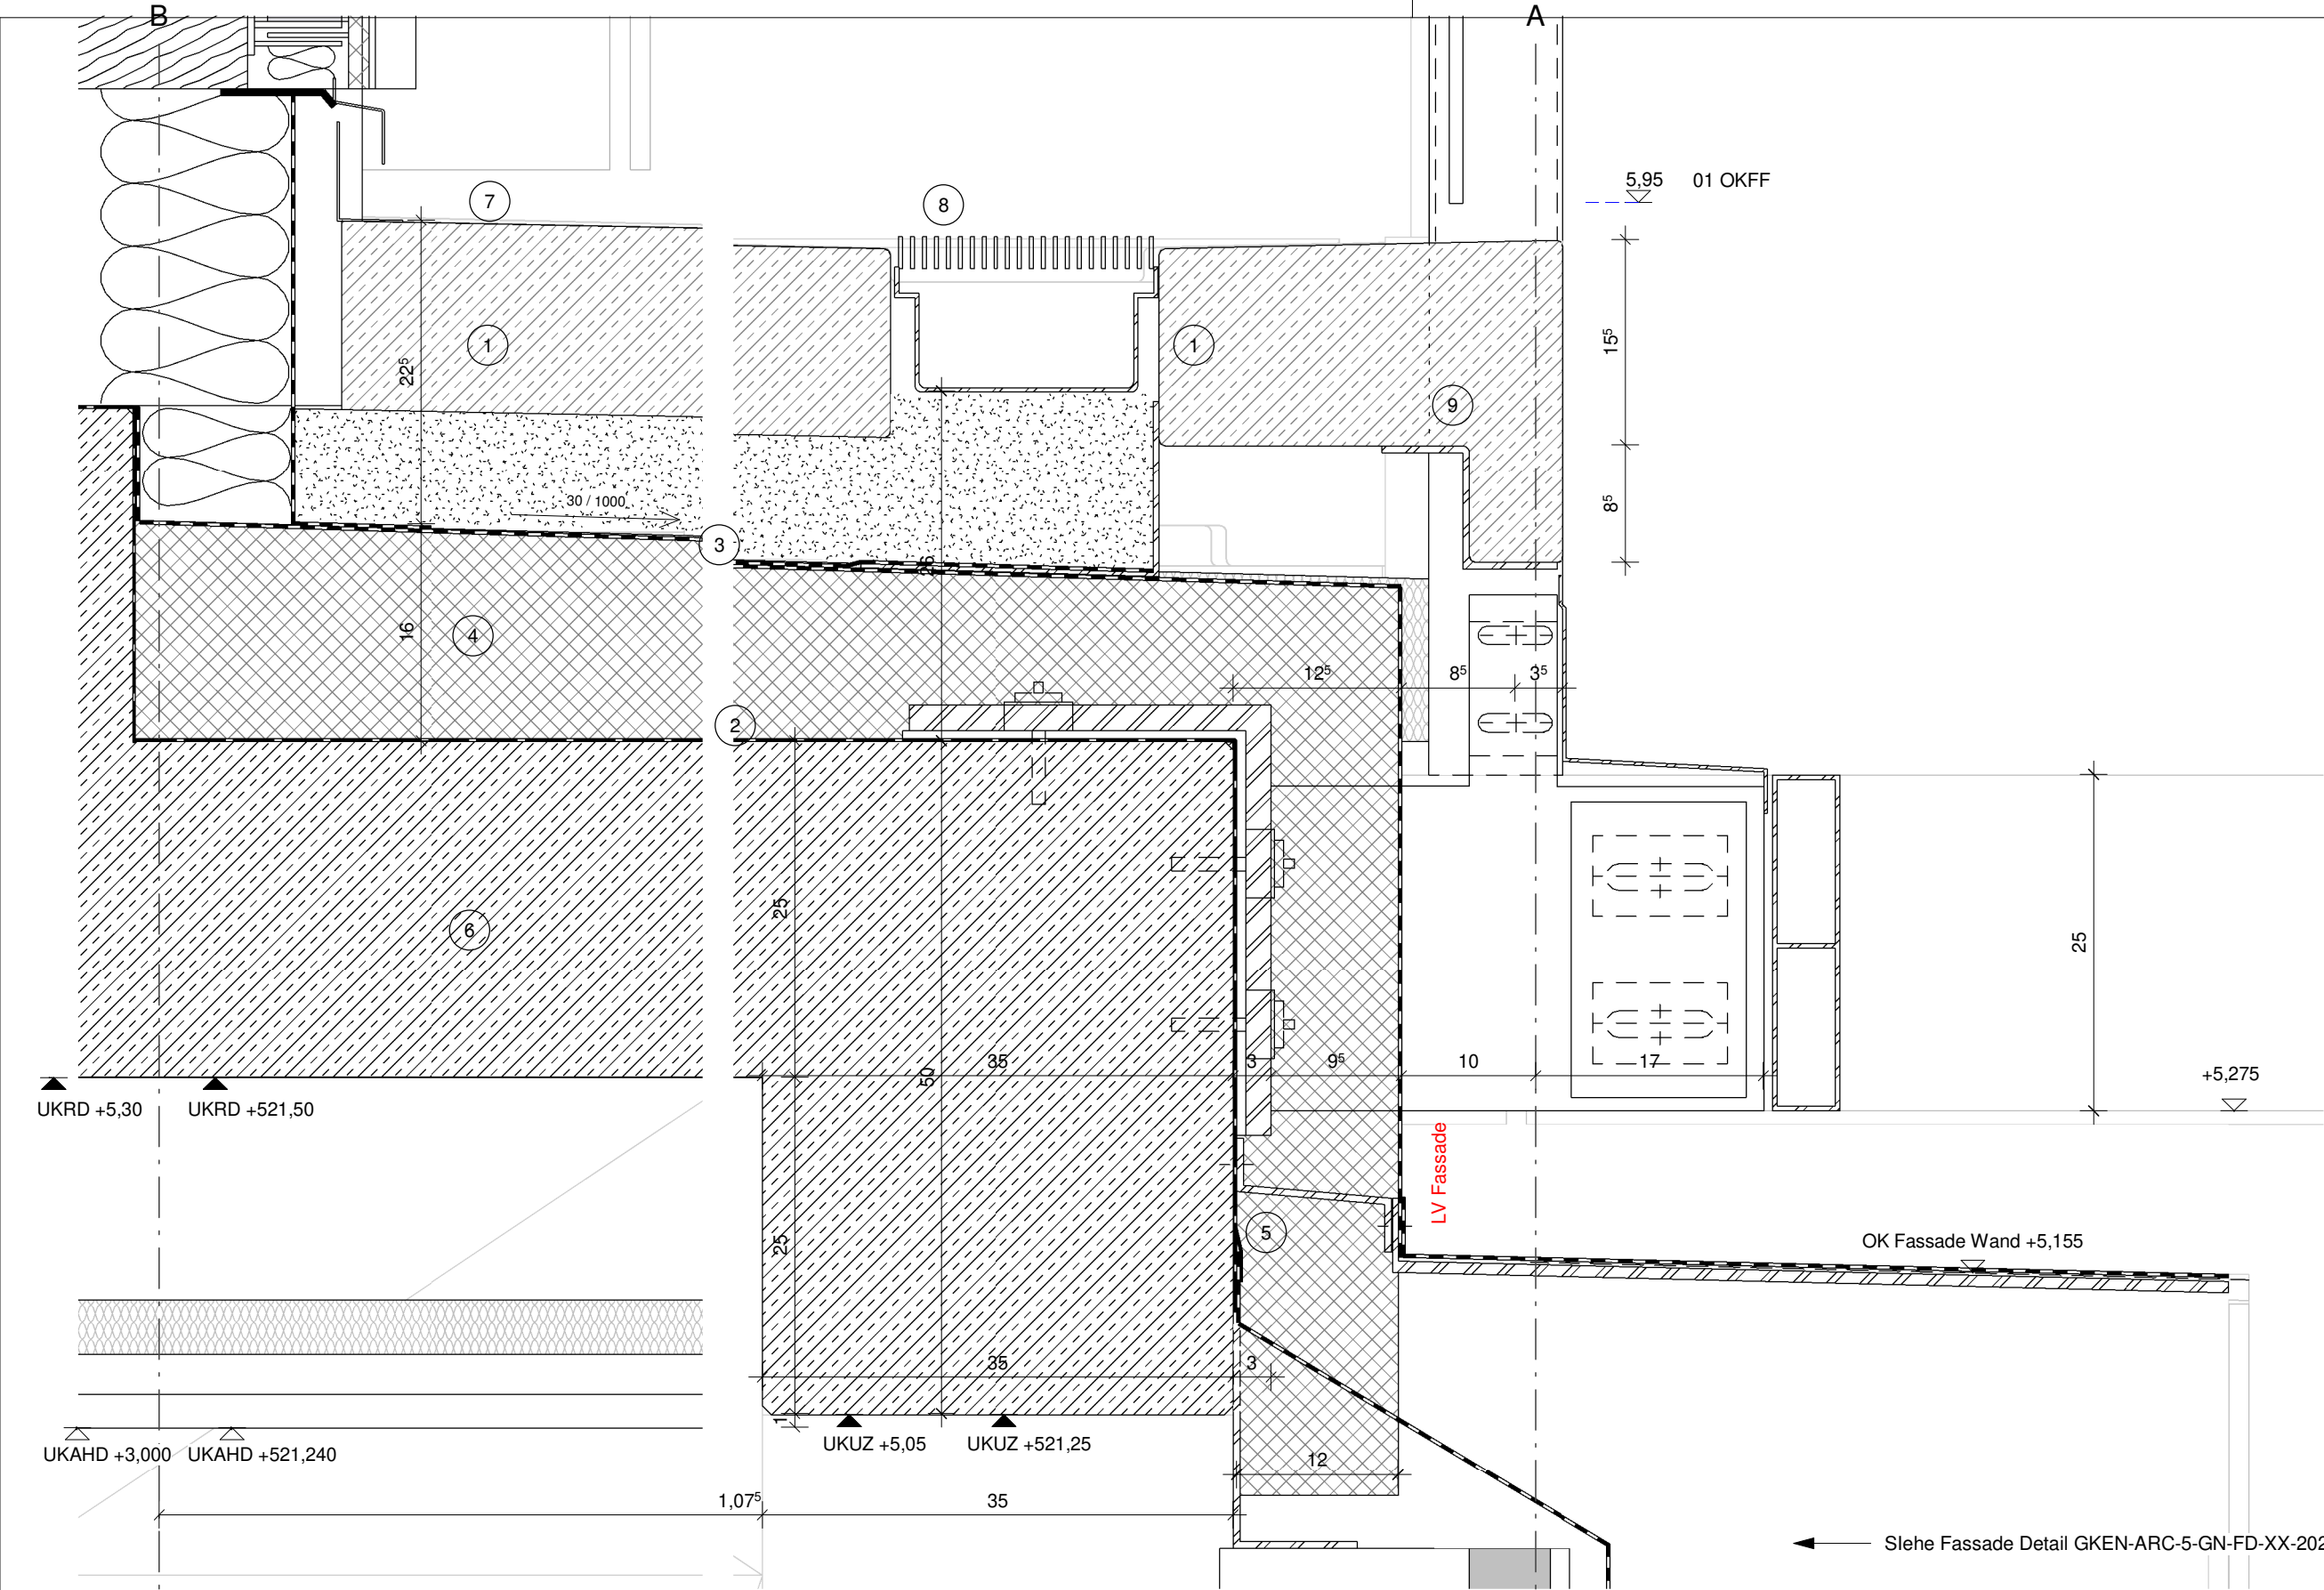 B
A
5,95 01 OKFF
7
8
1
1
9
22⁵
15⁵
8⁵
30 / 1000
3
26
4
16
12⁵
8⁵
3⁵
2
6
25
25
35
3
9⁵
10
17
50
+5,275
UKRD +5,30
UKRD +521,50
LV Fassade
5
25
OK Fassade Wand +5,155
35
3
1
UKUZ +5,05
UKUZ +521,25
UKAHD +3,000
UKAHD +521,240
12
1,07⁵
35
SIehe Fassade Detail GKEN-ARC-5-GN-FD-XX-202